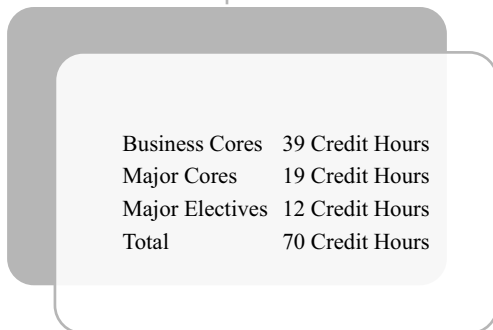 Business Cores 39 Credit Hours
Major Cores 19 Credit Hours
Major Electives 12 Credit Hours
Total 70 Credit Hours